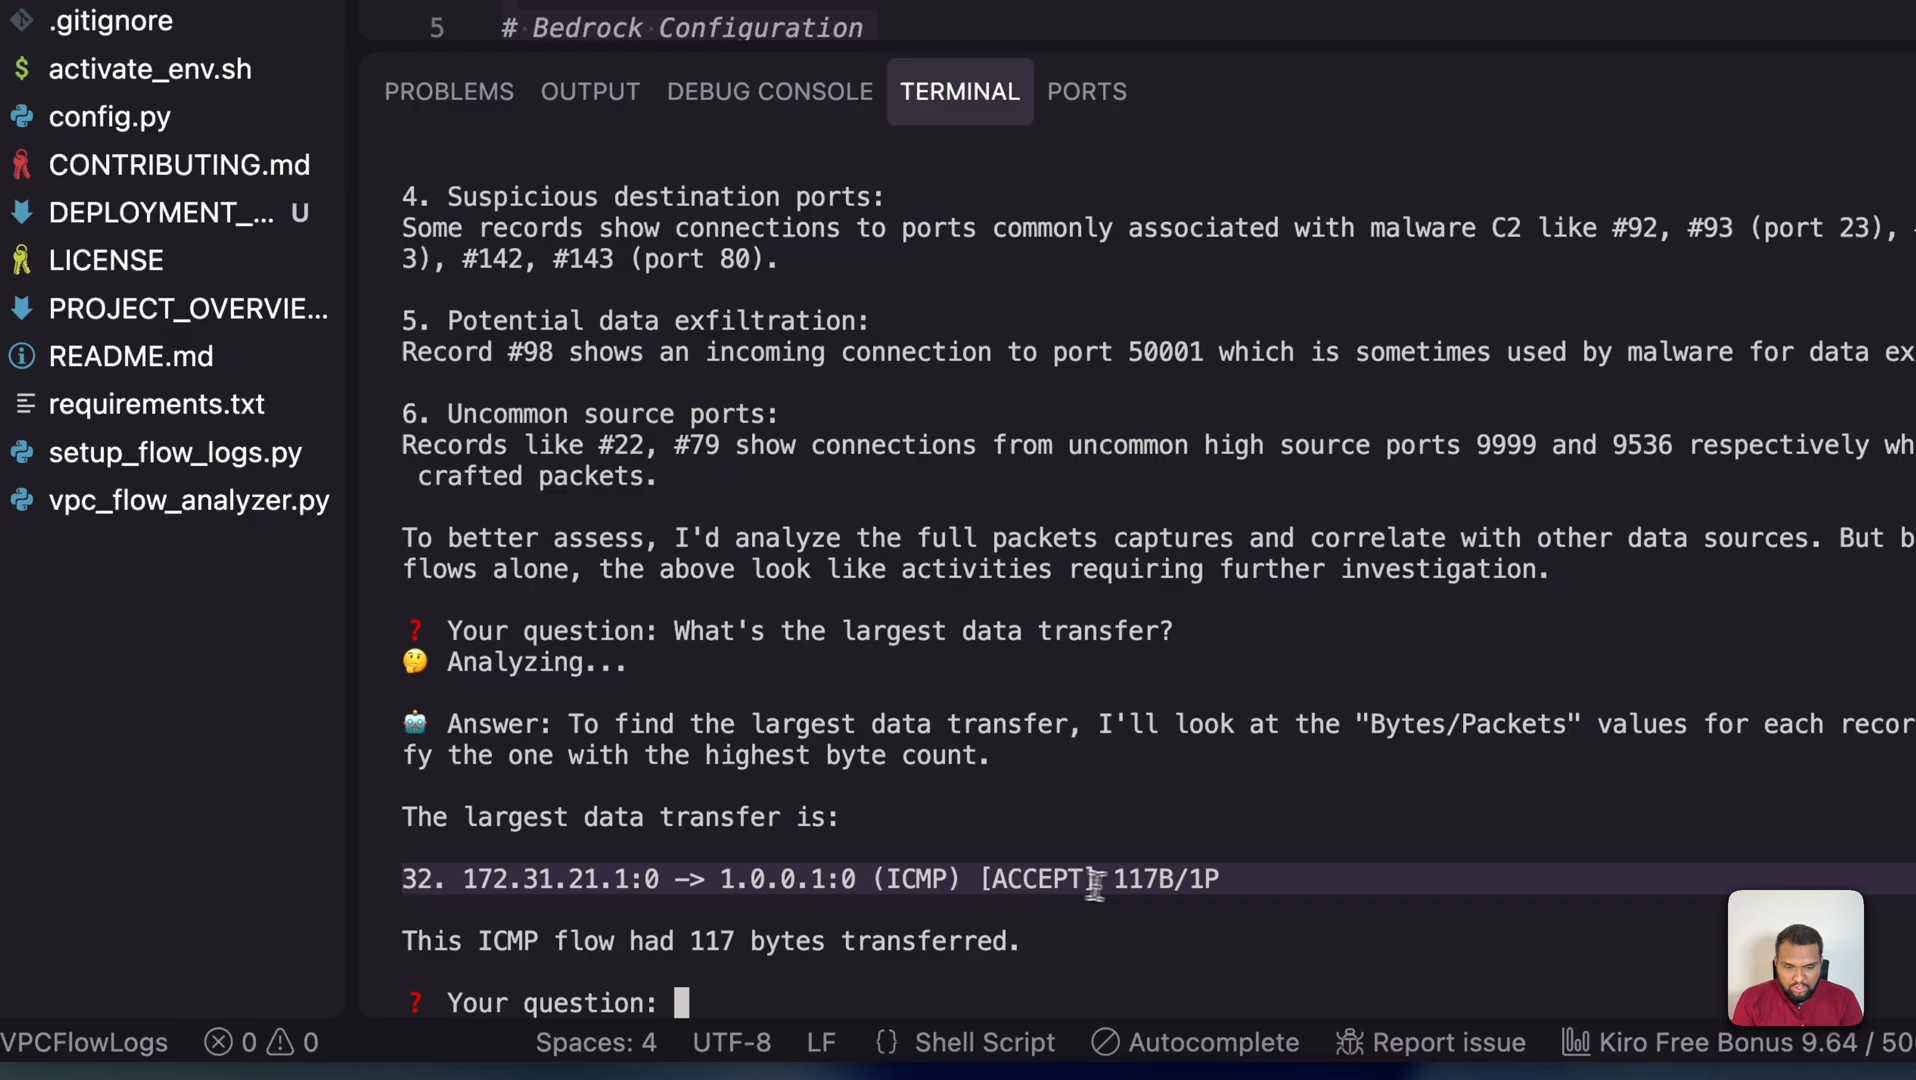 .gitignore
activate_env.sh
config.py
CONTRIBUTING.md
DEPLOYMENT_... U
LICENSE
PROJECT_OVERVIE...
README.md
requirements.txt
setup_flow_logs.py
vpc_flow_analyzer.py
5 # Bedrock Configuration
PROBLEMS OUTPUT DEBUG CONSOLE TERMINAL PORTS
4. Suspicious destination ports:
Some records show connections to ports commonly associated with malware C2 like #92, #93 (port 23),
3), #142, #143 (port 80).
5. Potential data exfiltration:
Record #98 shows an incoming connection to port 50001 which is sometimes used by malware for data ex
6. Uncommon source ports:
Records like #22, #79 show connections from uncommon high source ports 9999 and 9536 respectively wh
crafted packets.
To better assess, I'd analyze the full packets captures and correlate with other data sources. But b
flows alone, the above look like activities requiring further investigation.
❓ Your question: What's the largest data transfer?
🤔 Analyzing...
🤖 Answer: To find the largest data transfer, I'll look at the "Bytes/Packets" values for each recor
fy the one with the highest byte count.
The largest data transfer is:
32. 172.31.21.1:0 -> 1.0.0.1:0 (ICMP) [ACCEPT] 117B/1P
This ICMP flow had 117 bytes transferred.
❓ Your question:
VPCFlowLogs 0 0 Spaces: 4 UTF-8 LF {} Shell Script Autocomplete Report issue Kiro Free Bonus 9.64 / 50